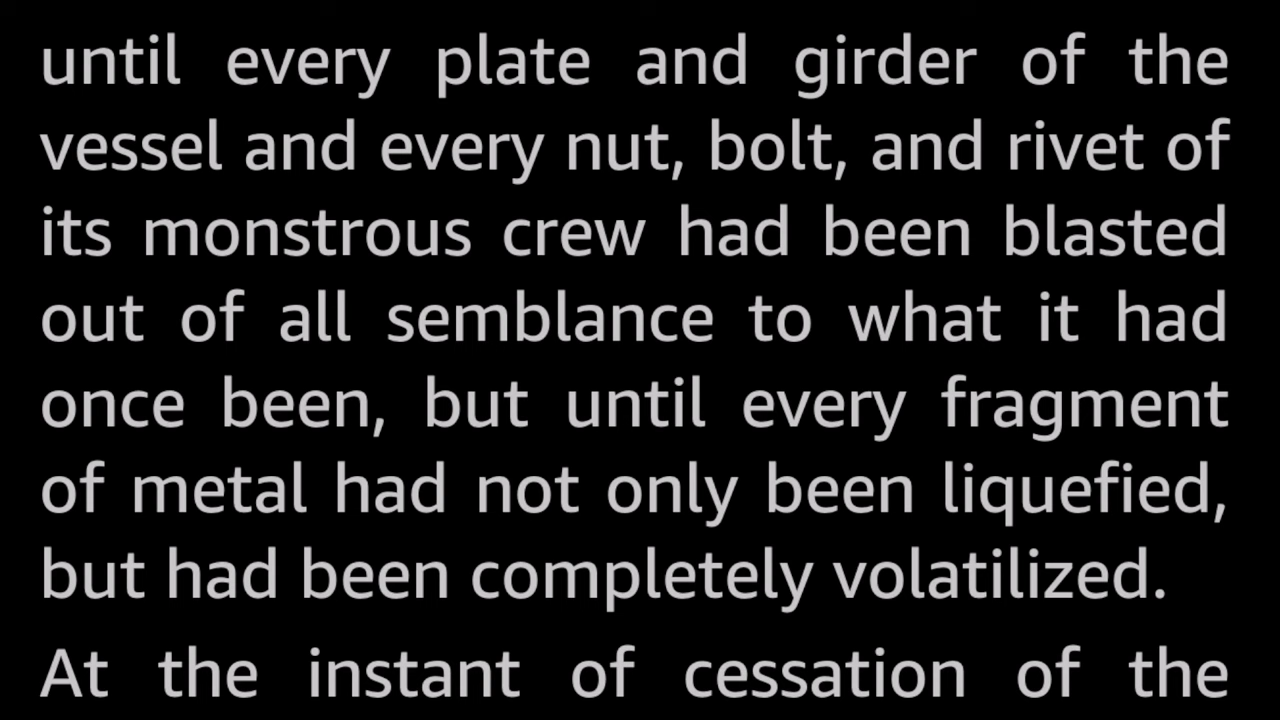 until every plate and girder of the
vessel and every nut, bolt, and rivet of
its monstrous crew had been blasted
out of all semblance to what it had
once been, but until every fragment
of metal had not only been liquefied,
but had been completely volatilized.
At the instant of cessation of the